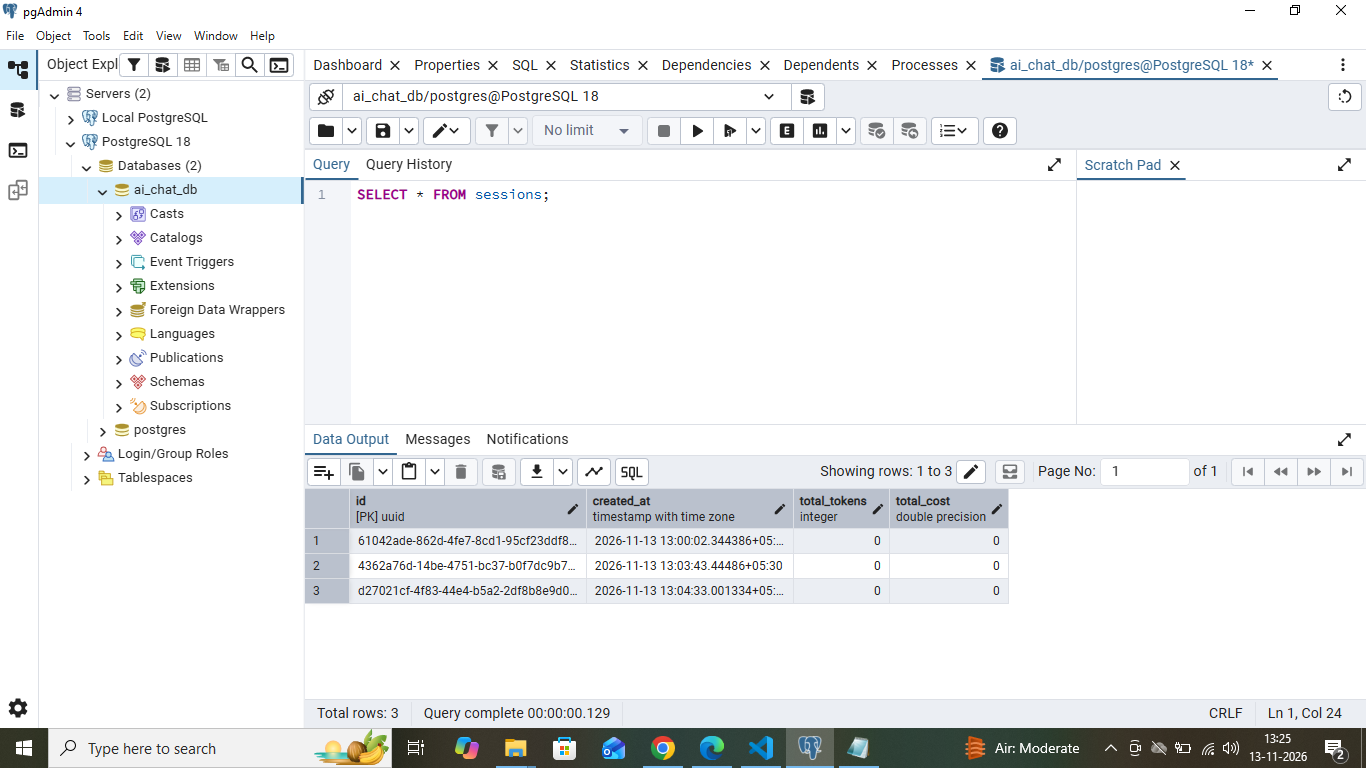 pgAdmin 4
File Object Tools Edit View Window Help
Object Expl
Dashboard Properties SQL Statistics Dependencies Dependents Processes ai_chat_db/postgres@PostgreSQL 18*
Servers (2)
Local PostgreSQL
PostgreSQL 18
Databases (2)
ai_chat_db
Casts
Catalogs
Event Triggers
Extensions
Foreign Data Wrappers
Languages
Publications
Schemas
Subscriptions
postgres
Login/Group Roles
Tablespaces
ai_chat_db/postgres@PostgreSQL 18
No limit
E
Query Query History
Scratch Pad
1 SELECT * FROM sessions;
Data Output Messages Notifications
SQL
Showing rows: 1 to 3
Page No: 1 of 1
id created_at total_tokens total_cost
[PK] uuid timestamp with time zone integer double precision
1 61042ade-862d-4fe7-8cd1-95cf23ddf8... 2026-11-13 13:00:02.344386+05:... 0 0
2 4362a76d-14be-4751-bc37-b0f7dc9b7... 2026-11-13 13:03:43.44486+05:30 0 0
3 d27021cf-4f83-44e4-b5a2-2df8b8e9d0... 2026-11-13 13:04:33.001334+05:... 0 0
Total rows: 3 Query complete 00:00:00.129 CRLF Ln 1, Col 24
Type here to search
Air: Moderate
13:25
13-11-2026
2